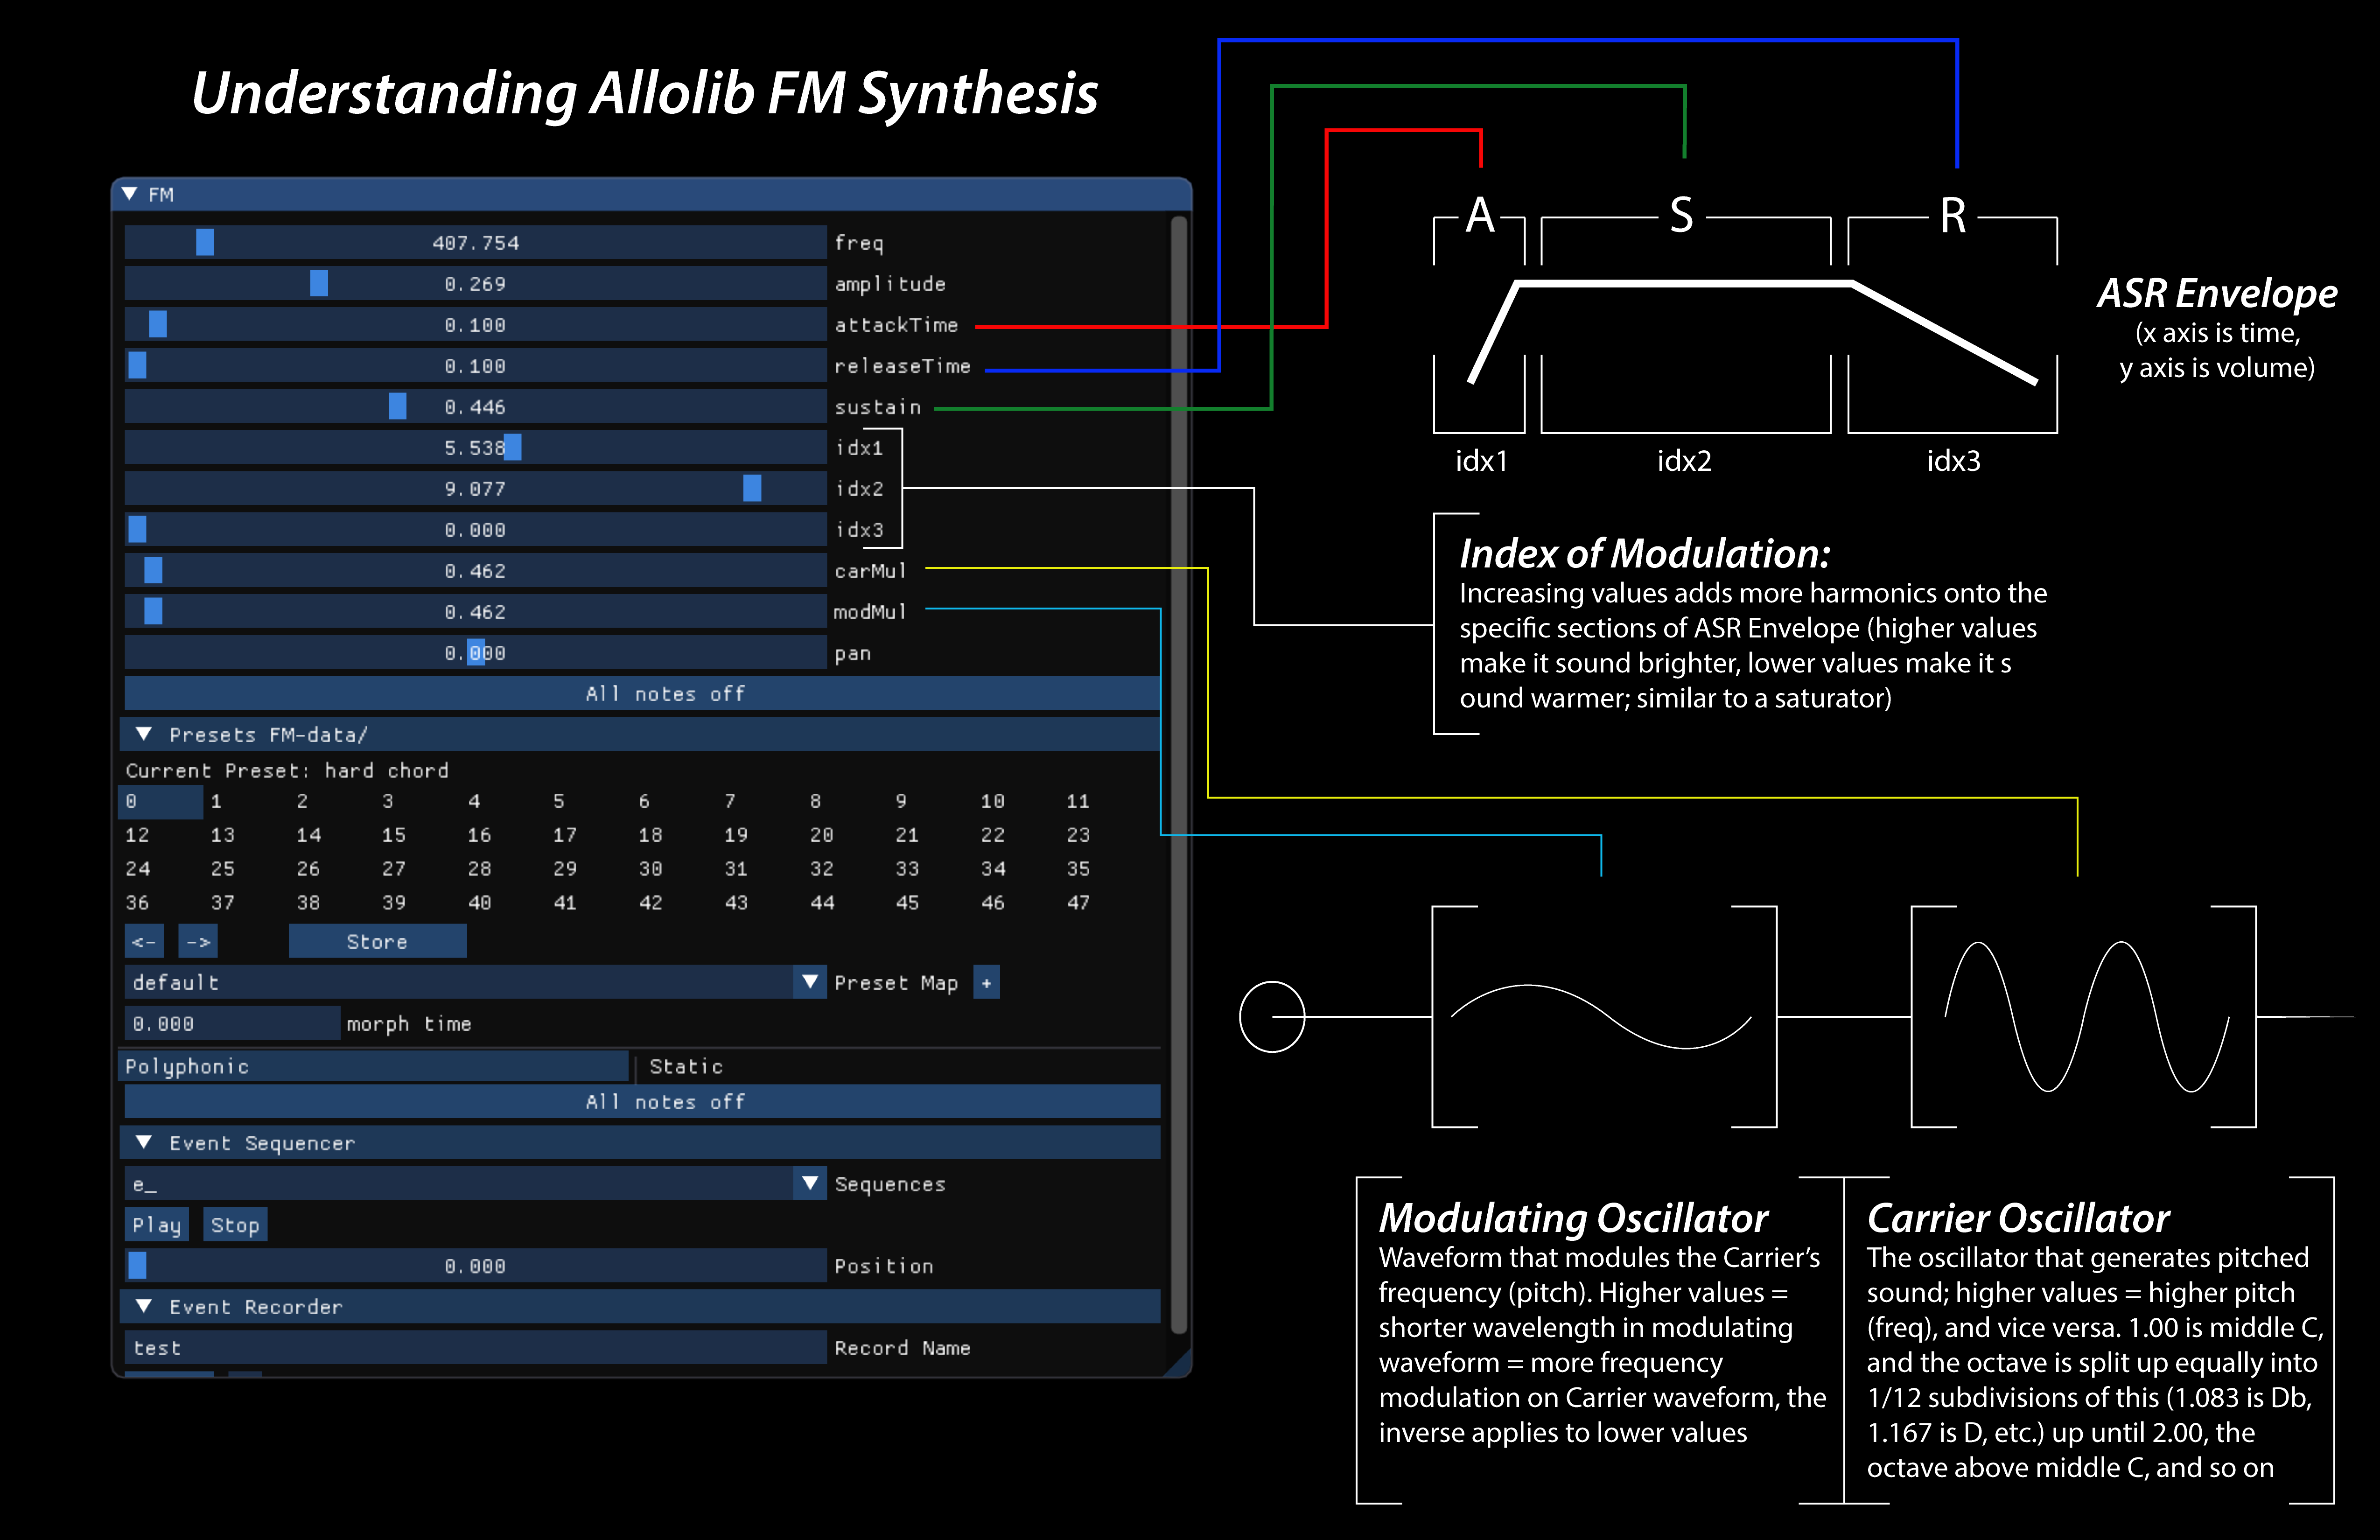 Understanding Allolib FM Synthesis
FM
407.754 freq
0.269 amplitude
0.100 attackTime
0.100 releaseTime
0.446 sustain
5.538 idx1
9.077 idx2
0.000 idx3
0.462 carMul
0.462 modMul
0.000 pan
All notes off
Presets FM-data/
Current Preset: hard chord
0 1 2 3 4 5 6 7 8 9 10 11
12 13 14 15 16 17 18 19 20 21 22 23
24 25 26 27 28 29 30 31 32 33 34 35
36 37 38 39 40 41 42 43 44 45 46 47
<- -> Store
default Preset Map +
0.000 morph time
Polyphonic Static
All notes off
Event Sequencer
e_ Sequences
Play Stop
0.000 Position
Event Recorder
test Record Name
A S R
idx1 idx2 idx3
ASR Envelope
(x axis is time,
y axis is volume)
Index of Modulation:
Increasing values adds more harmonics onto the
specific sections of ASR Envelope (higher values
make it sound brighter, lower values make it s
ound warmer; similar to a saturator)
Modulating Oscillator
Waveform that modules the Carrier’s
frequency (pitch). Higher values =
shorter wavelength in modulating
waveform = more frequency
modulation on Carrier waveform, the
inverse applies to lower values
Carrier Oscillator
The oscillator that generates pitched
sound; higher values = higher pitch
(freq), and vice versa. 1.00 is middle C,
and the octave is split up equally into
1/12 subdivisions of this (1.083 is Db,
1.167 is D, etc.) up until 2.00, the
octave above middle C, and so on